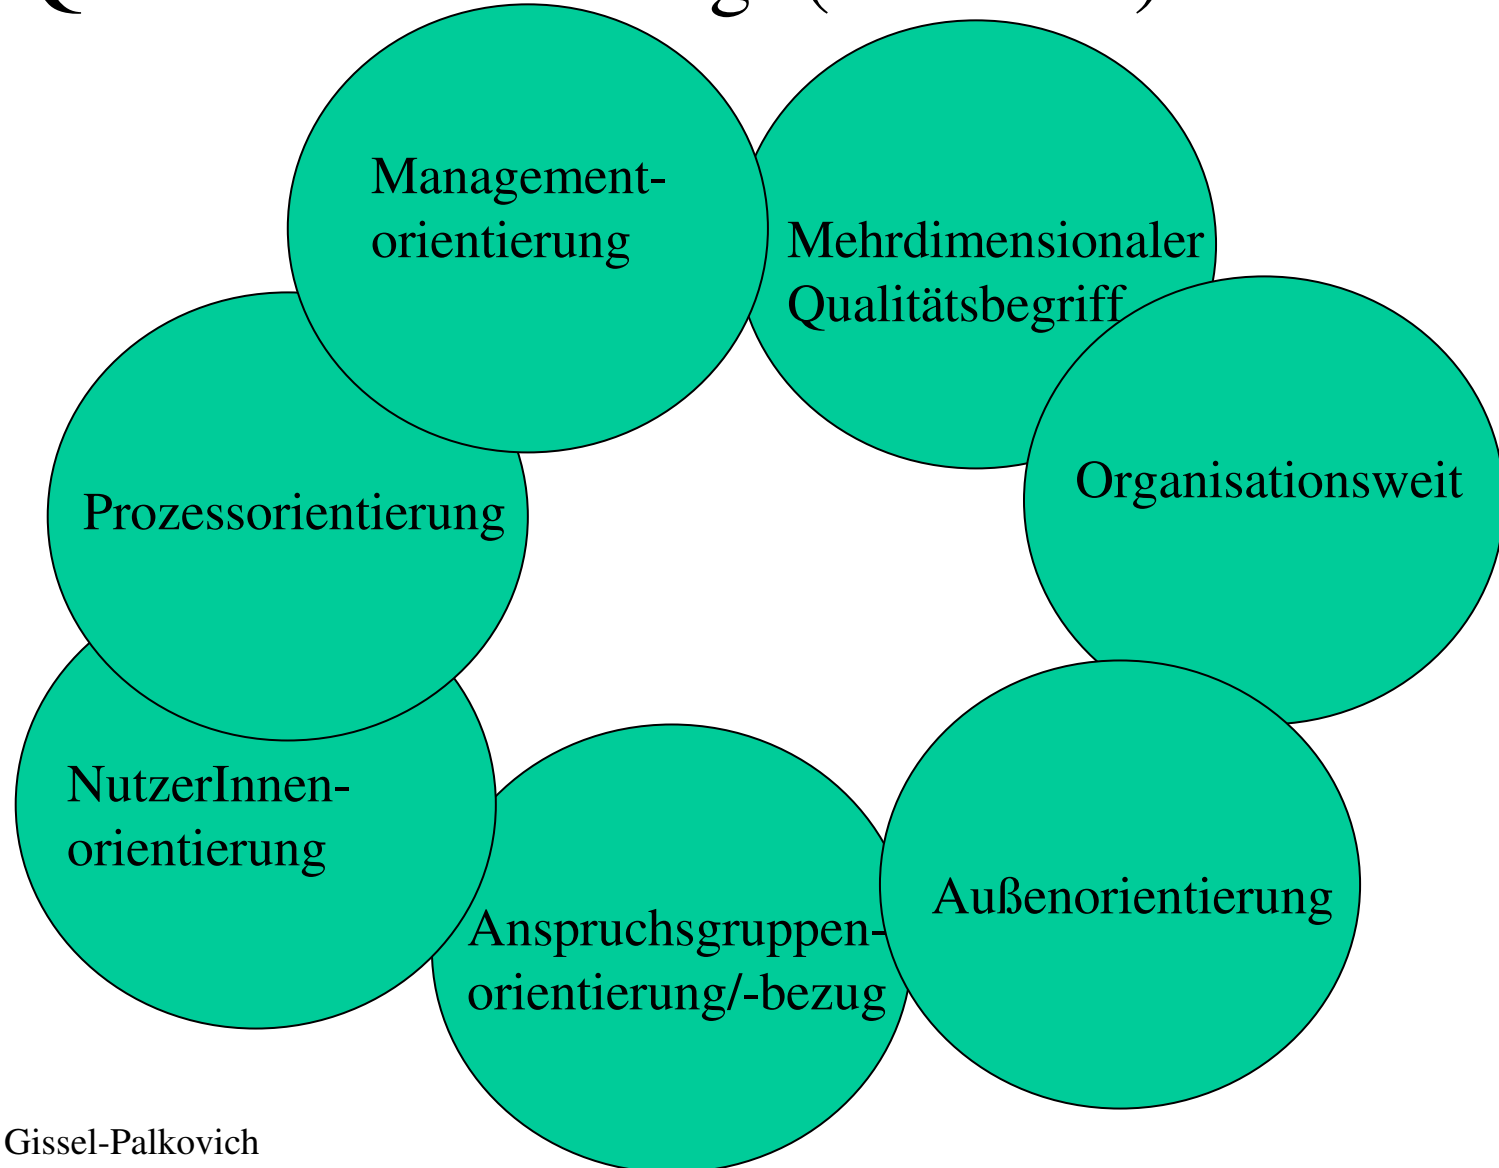 Management-
orientierung
Mehrdimensionaler
Qualitätsbegriff
Organisationsweit
Prozessorientierung
NutzerInnen-
orientierung
Außenorientierung
Anspruchsgruppen-
orientierung/-bezug
Gissel-Palkovich